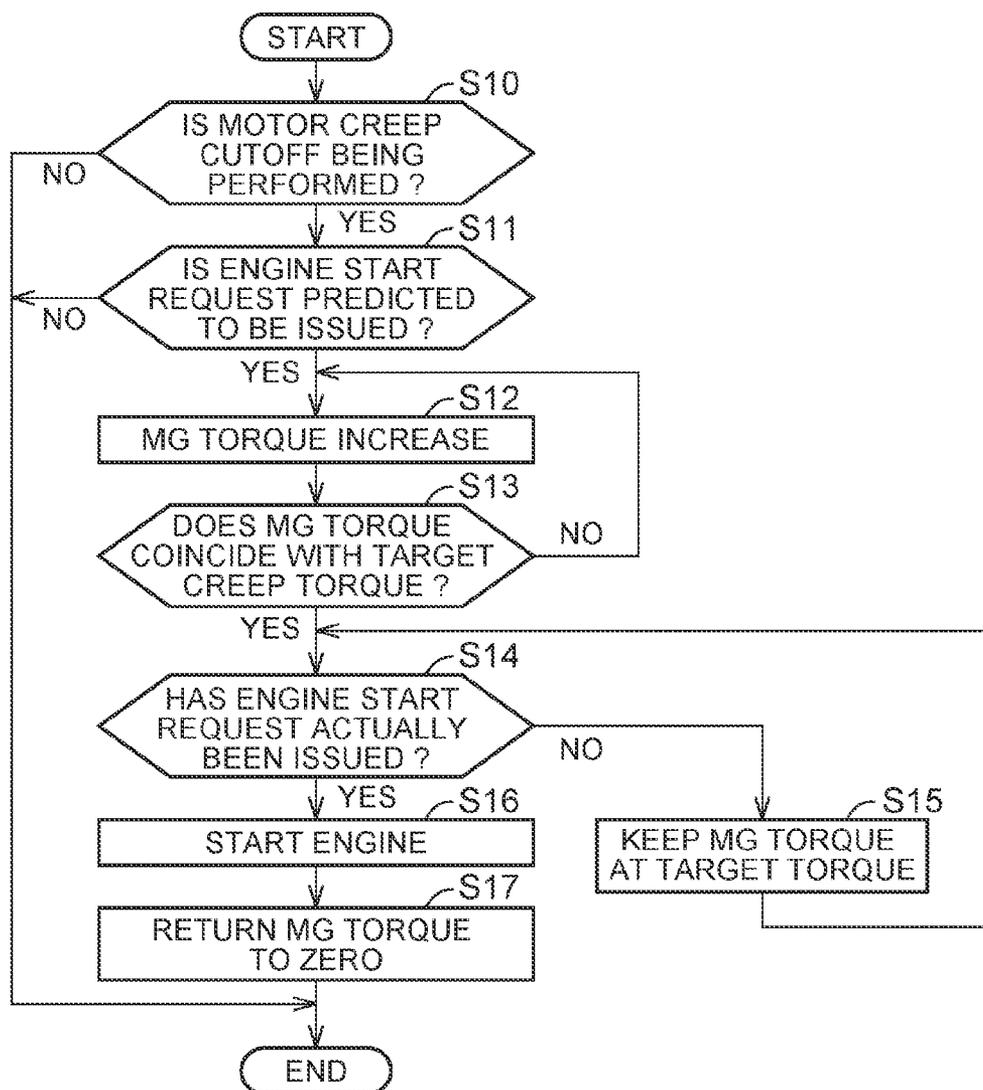 START
S10
IS MOTOR CREEP
CUTOFF BEING
PERFORMED ?
NO
YES
S11
IS ENGINE START
REQUEST PREDICTED
TO BE ISSUED ?
NO
YES
S12
MG TORQUE INCREASE
S13
DOES MG TORQUE
COINCIDE WITH TARGET
CREEP TORQUE ?
NO
YES
S14
HAS ENGINE START
REQUEST ACTUALLY
BEEN ISSUED ?
NO
YES
S15
KEEP MG TORQUE
AT TARGET TORQUE
S16
START ENGINE
S17
RETURN MG TORQUE
TO ZERO
END